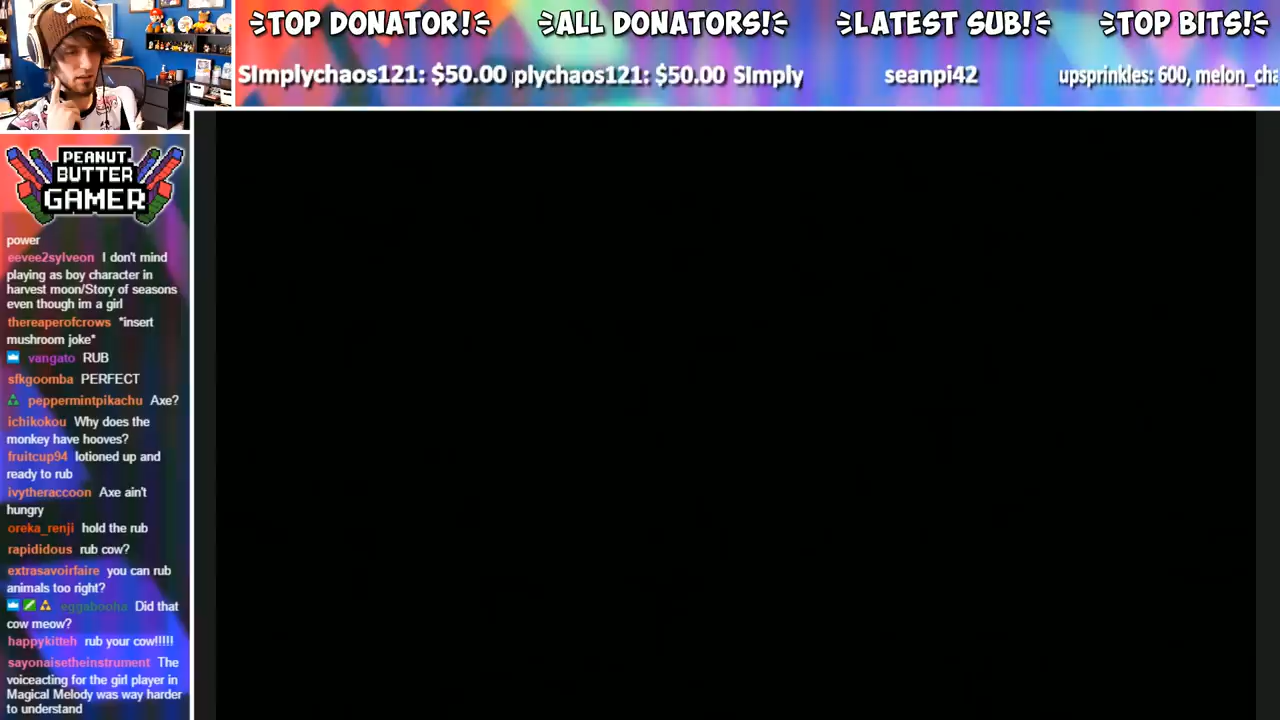 TOP DONATOR!
ALL DONATORS!
LATEST SUB!
TOP BITS!
SImplychaos121: $50.00
plychaos121: $50.00 SImply
seanpi42
upsprinkles: 600, melon_cha
PEANUT
BUTTER
GAMER
power
eevee2sylveon I don't mind
playing as boy character in
harvest moon/Story of seasons
even though im a girl
thereaperofcrows *insert
mushroom joke*
vangato RUB
sfkgoomba PERFECT
peppermintpikachu Axe?
ichikokou Why does the
monkey have hooves?
fruitcup94 lotioned up and
ready to rub
ivytheraccoon Axe ain't
hungry
oreka_renji hold the rub
rapididous rub cow?
extrasavoirfaire you can rub
animals too right?
eggabooha Did that
cow meow?
happykitteh rub your cow!!!!!
sayonaisetheinstrument The
voiceacting for the girl player in
Magical Melody was way harder
to understand